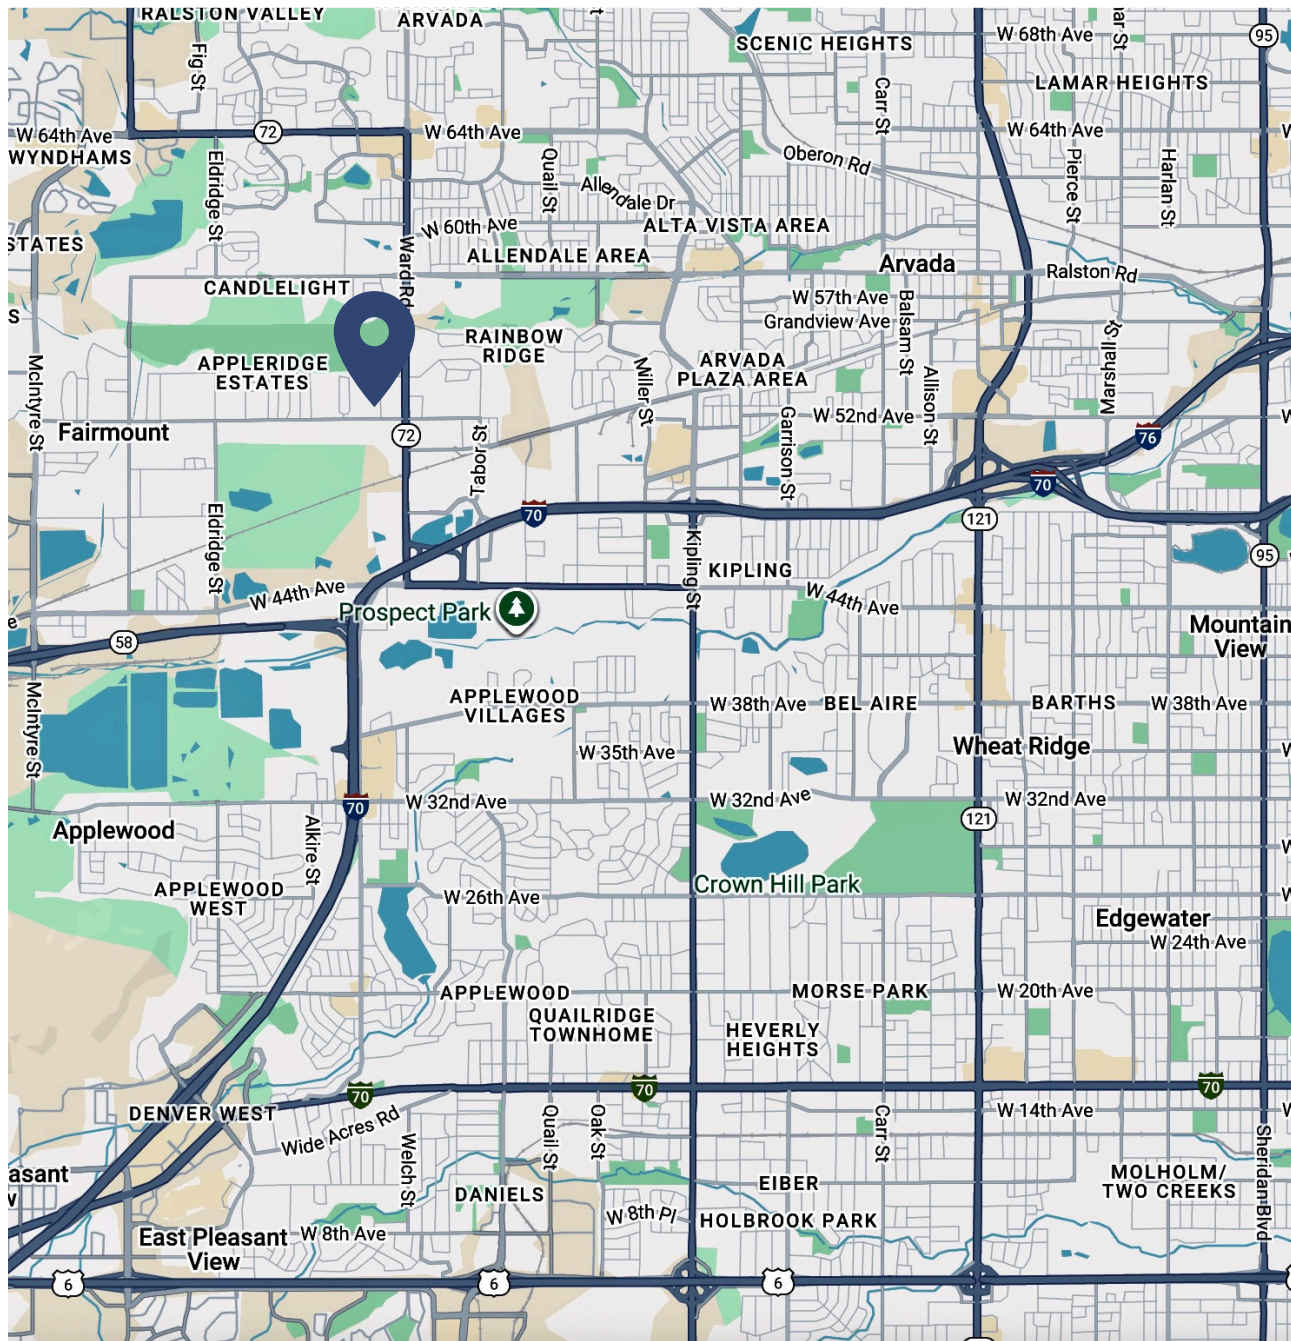 RALSTON VALLEY
ARVADA
SCENIC HEIGHTS
W 68th Ave
95
Fig St
LAMAR HEIGHTS
Carr St
W 64th Ave
72
W 64th Ave
W 64th Ave
WYNDHAMS
Eldridge St
Quail St
Oberon Rd
Pierce St
Harlan St
Allendale Dr
W 60th Ave
ALTA VISTA AREA
Ward Rd
ALLENDALE AREA
Arvada
Ralston Rd
CANDLELIGHT
W 57th Ave
Balsam St
Grandview Ave
RAINBOW
RIDGE
Marshall St
McIntyre St
APPLERIDGE
ESTATES
Miller St
ARVADA
PLAZA AREA
Allison St
W 52nd Ave
Garrison St
Fairmount
72
76
Tabor St
70
70
121
Eldridge St
Kipling St
KIPLING
95
W 44th Ave
W 44th Ave
Prospect Park
58
Mountain
View
McIntyre St
APPLEWOOD
VILLAGES
W 38th Ave
BEL AIRE
BARTHS
W 38th Ave
W 35th Ave
Wheat Ridge
70
W 32nd Ave
W 32nd Ave
W 32nd Ave
121
Applewood
Alkire St
APPLEWOOD
WEST
W 26th Ave
Crown Hill Park
Edgewater
W 24th Ave
APPLEWOOD
MORSE PARK
W 20th Ave
QUAILRIDGE
TOWNHOME
HEVERLY
HEIGHTS
70
70
70
DENVER WEST
Wide Acres Rd
Welch St
Quail St
Oak St
Carr St
W 14th Ave
Sheridan Blvd
DANIELS
EIBER
MOLHOLM/
TWO CREEKS
W 8th Pl
HOLBROOK PARK
East Pleasant
View
W 8th Ave
6
6
6